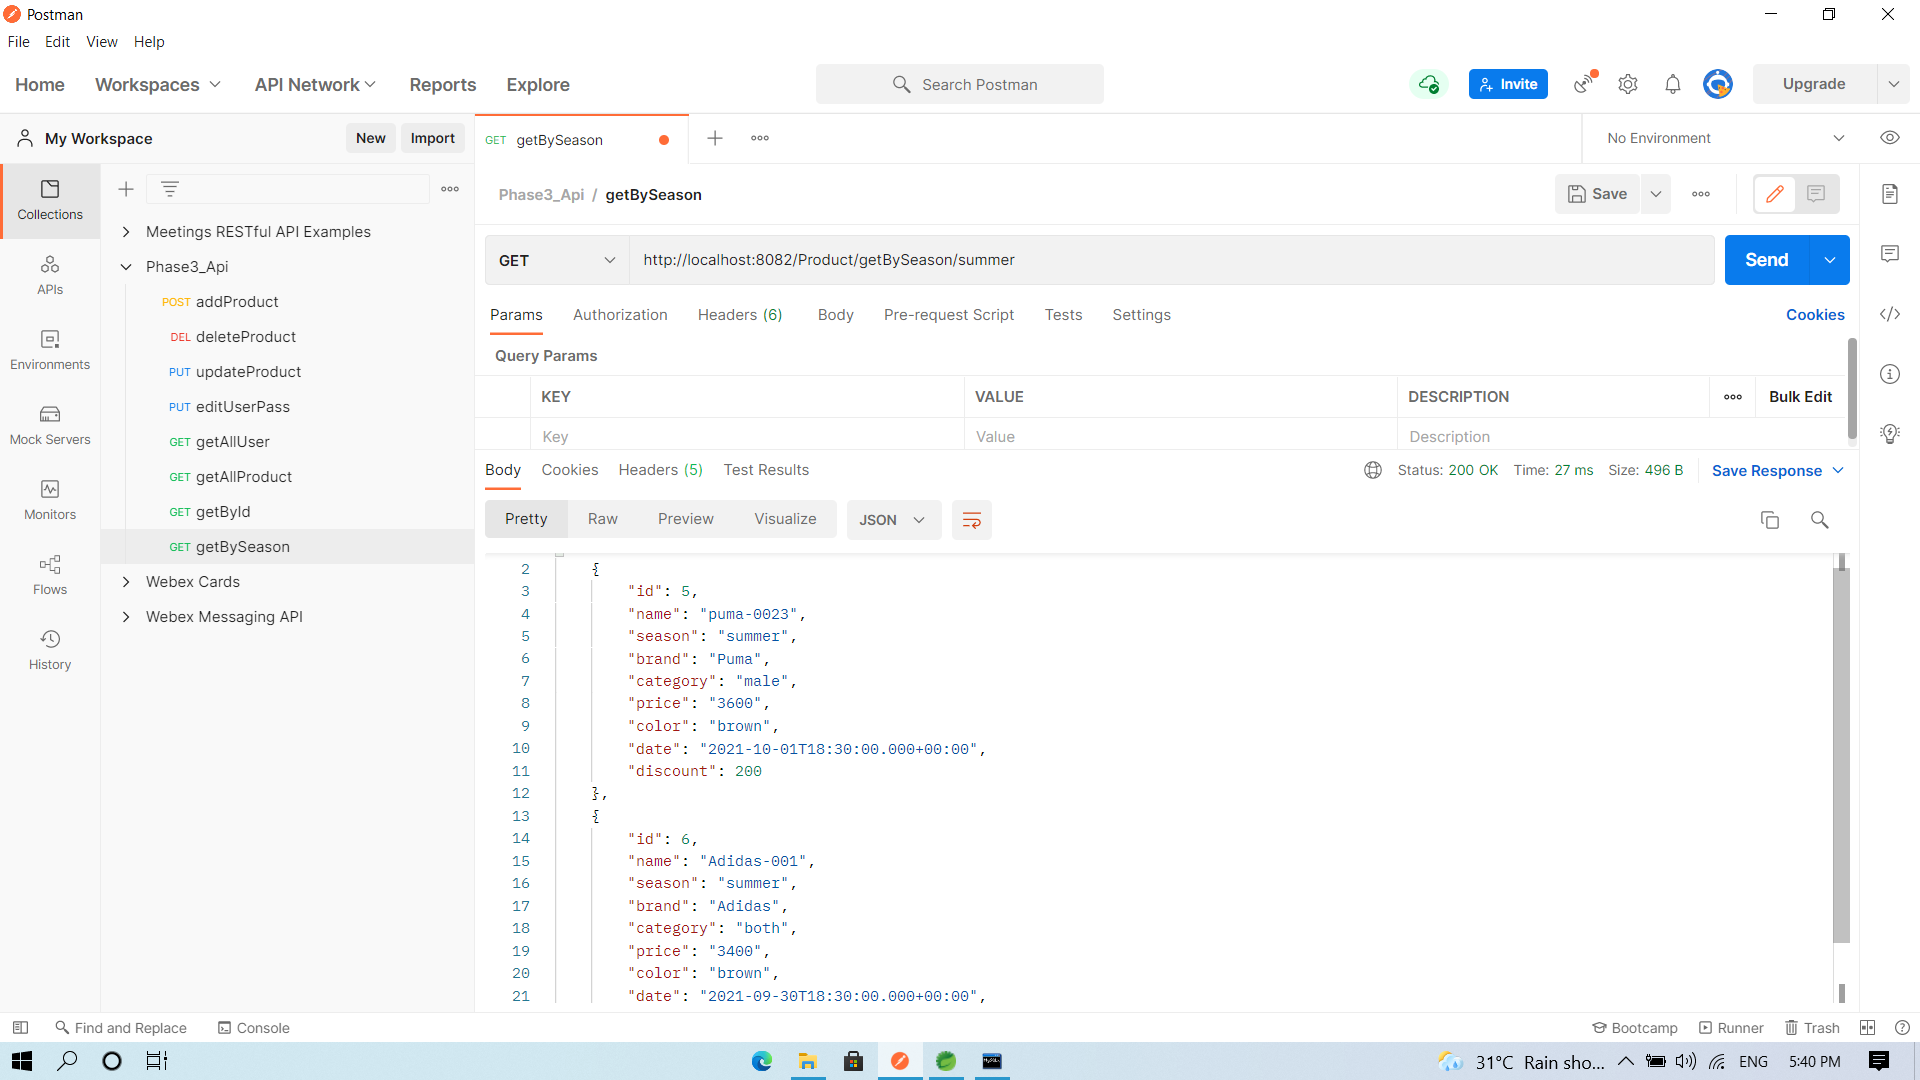 Postman
File Edit View Help
Home Workspaces API Network Reports Explore Search Postman Invite Upgrade
My Workspace New Import GET getBySeason No Environment
Collections
APIs
Environments
Mock Servers
Monitors
Flows
History
Meetings RESTful API Examples
Phase3_Api
POST addProduct
DEL deleteProduct
PUT updateProduct
PUT editUserPass
GET getAllUser
GET getAllProduct
GET getById
GET getBySeason
Webex Cards
Webex Messaging API
Phase3_Api / getBySeason Save
GET http://localhost:8082/Product/getBySeason/summer Send
Params Authorization Headers (6) Body Pre-request Script Tests Settings Cookies
Query Params
KEY VALUE DESCRIPTION Bulk Edit
Key Value Description
Body Cookies Headers (5) Test Results Status: 200 OK Time: 27 ms Size: 496 B Save Response
Pretty Raw Preview Visualize JSON
2 {
3 "id": 5,
4 "name": "puma-0023",
5 "season": "summer",
6 "brand": "Puma",
7 "category": "male",
8 "price": "3600",
9 "color": "brown",
10 "date": "2021-10-01T18:30:00.000+00:00",
11 "discount": 200
12 },
13 {
14 "id": 6,
15 "name": "Adidas-001",
16 "season": "summer",
17 "brand": "Adidas",
18 "category": "both",
19 "price": "3400",
20 "color": "brown",
21 "date": "2021-09-30T18:30:00.000+00:00",
Find and Replace Console Bootcamp Runner Trash
31°C Rain sho... ENG 5:40 PM